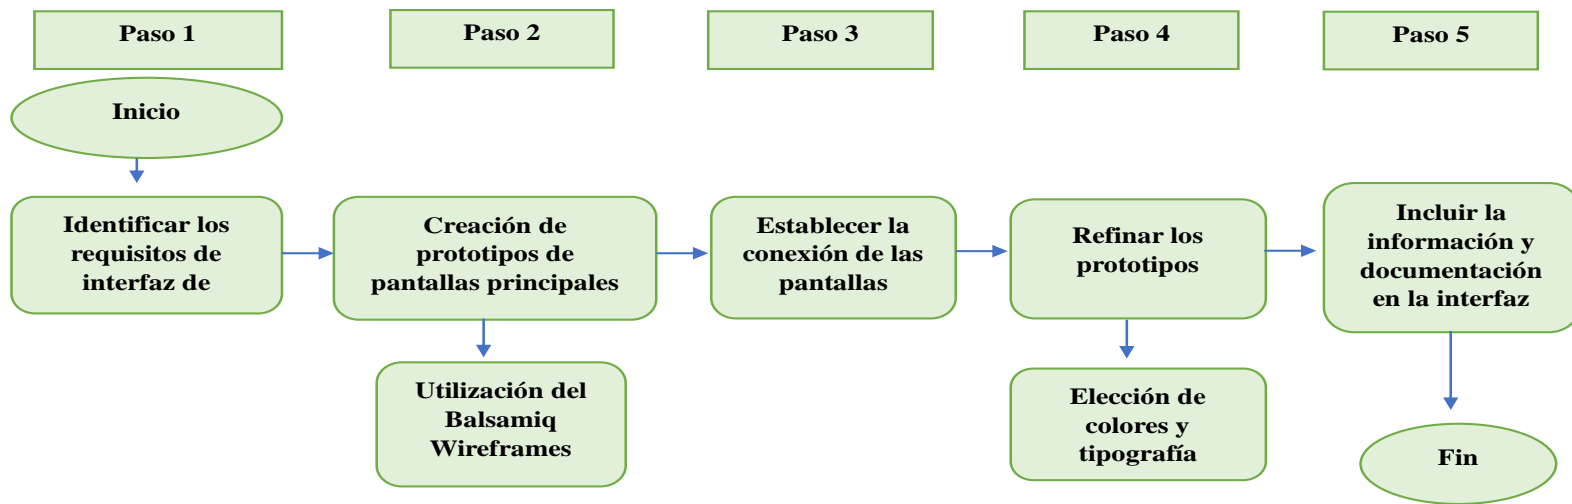 Paso 1
Paso 2
Paso 3
Paso 4
Paso 5
Inicio
Identificar los
requisitos de
interfaz de
Creación de
prototipos de
pantallas principales
Establecer la
conexión de las
pantallas
Refinar los
prototipos
Incluir la
información y
documentación
en la interfaz
Utilización del
Balsamiq
Wireframes
Elección de
colores y
tipografía
Fin